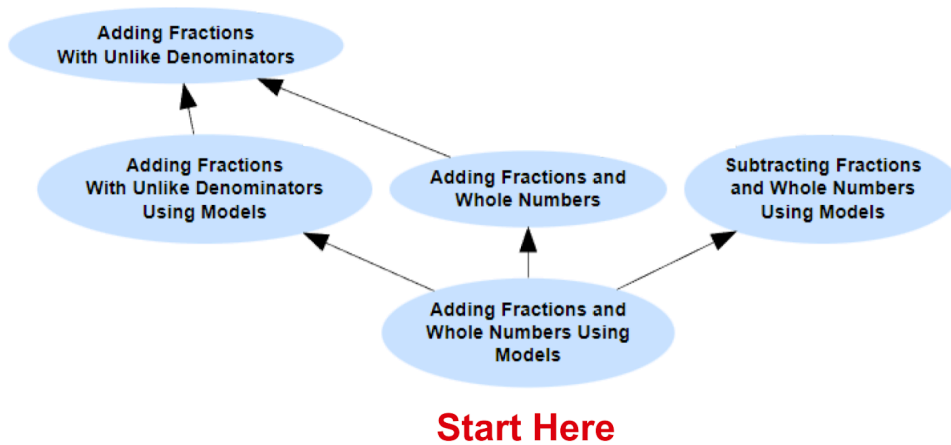 Adding Fractions
With Unlike Denominators
Adding Fractions
With Unlike Denominators
Using Models
Adding Fractions and
Whole Numbers
Subtracting Fractions
and Whole Numbers
Using Models
Adding Fractions and
Whole Numbers Using
Models
Start Here